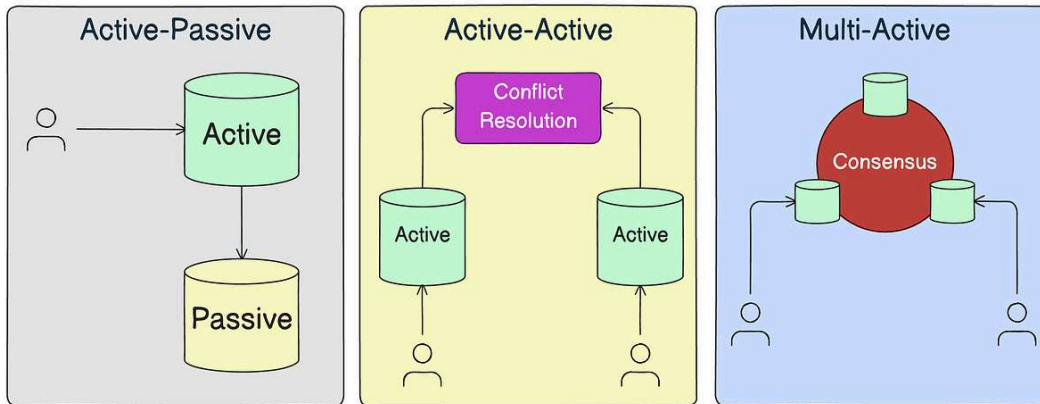 Active-Passive
Active
Passive
Active-Active
Conflict
Resolution
Active
Active
Multi-Active
Consensus